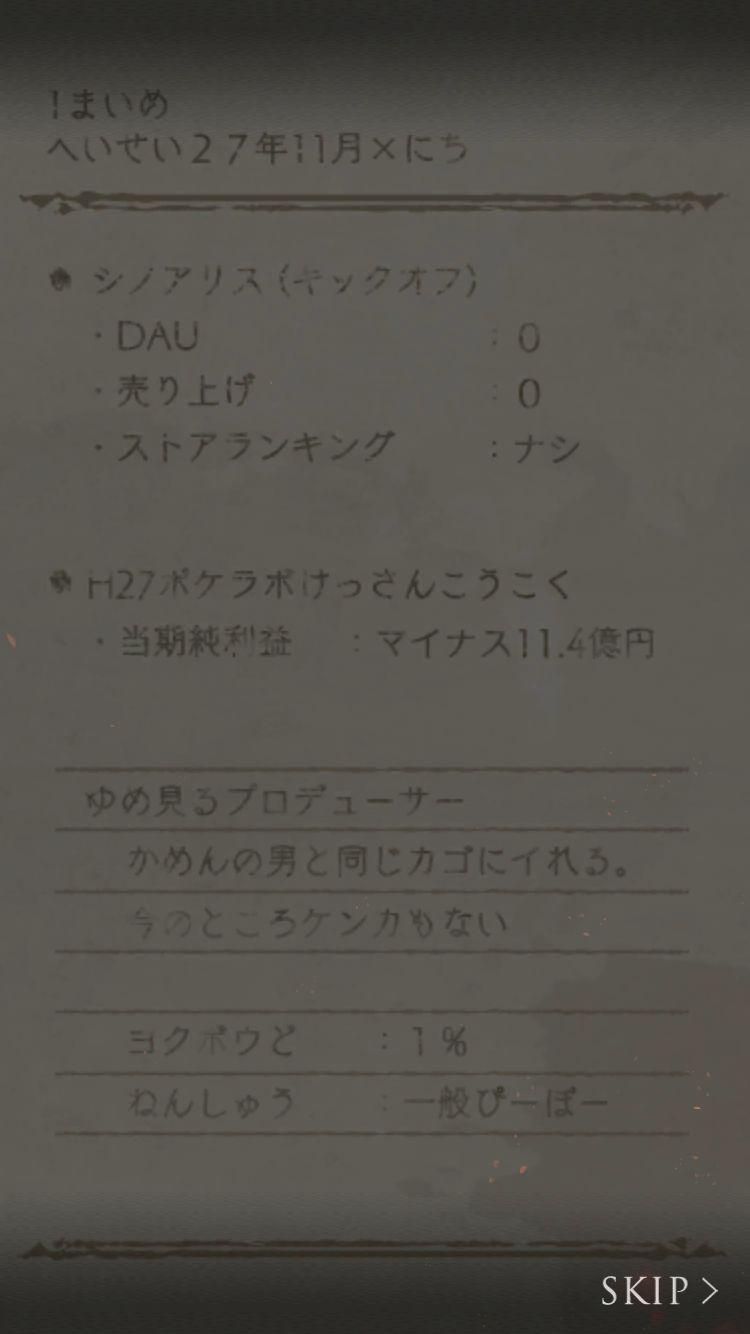 1まいめ
へいせい２７年11月×にち
シノアリス（キックオフ）
・DAU : 0
・売り上げ : 0
・ストアランキング : ナシ
H27ポケラボけっさんこうこく
・当期純利益 : マイナス11.4億円
ゆめ見るプロデューサー
かめんの男と同じカゴにイれる。
今のところケンカもない
ヨクボウど : 1％
ねんしゅう : 一般ぴーぽー
SKIP >